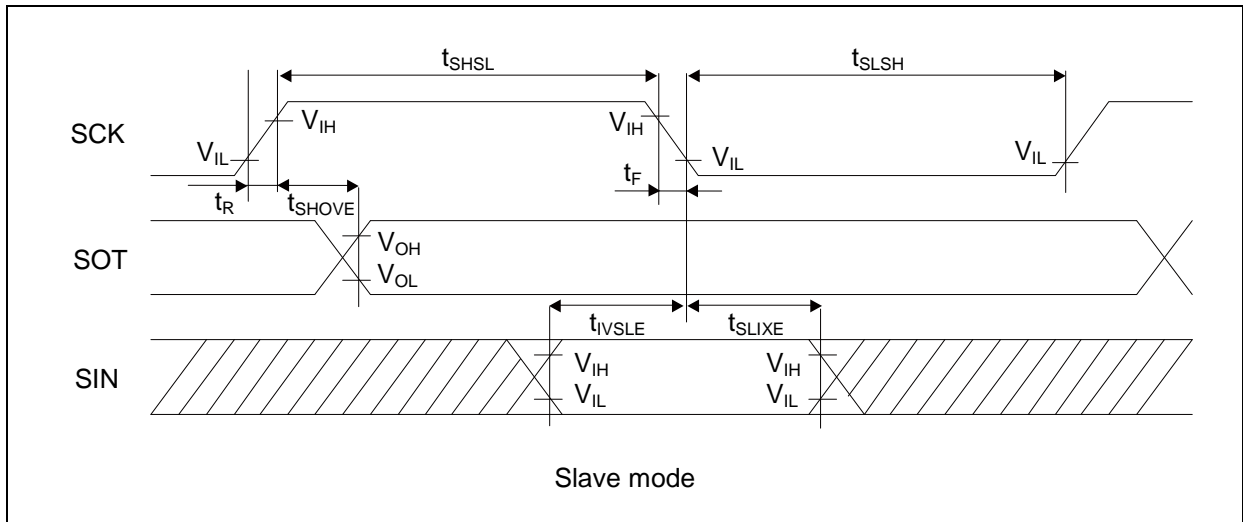 tSHSL
tSLSH
SCK
VIH
VIH
VIL
VIL
VIL
tR
tSHOVE
tF
SOT
VOH
VOL
tIVSLE
tSLIXE
SIN
VIH
VIH
VIL
VIL
Slave mode